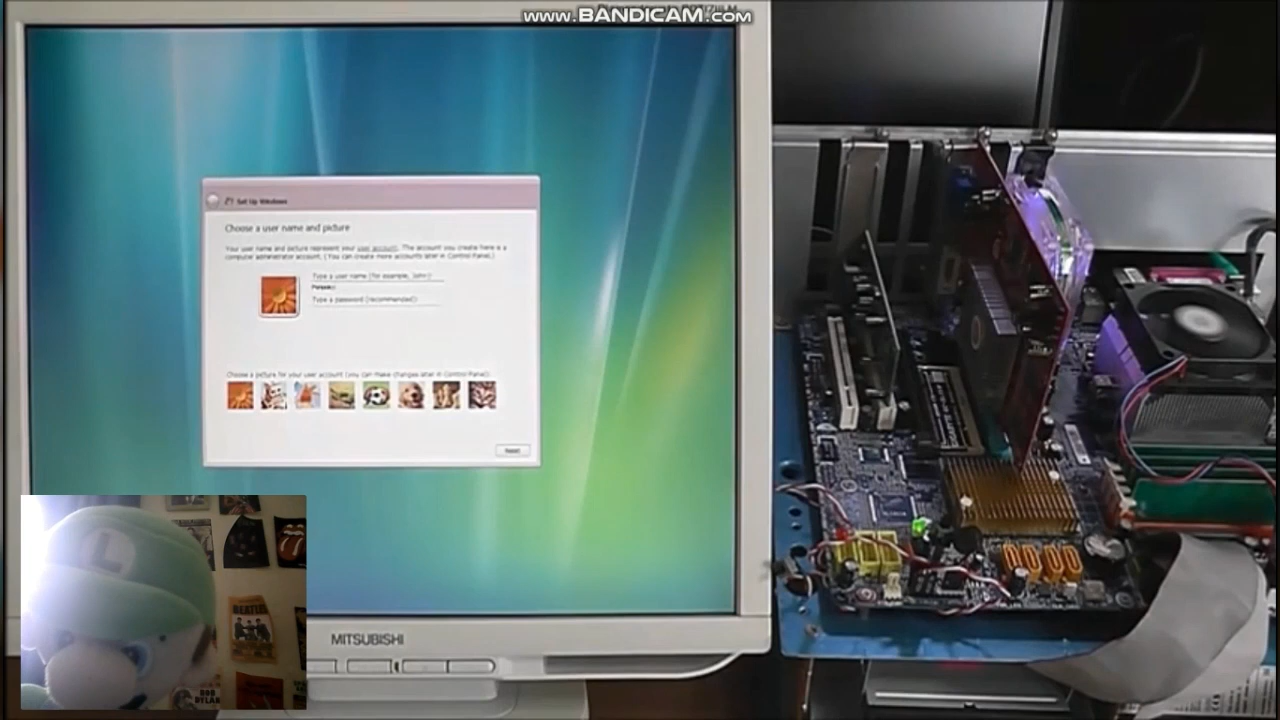 www.BANDICAM.com
Set Up Windows
Choose a user name and picture
Your user name and picture represent your user account. The account you create here is a
computer administrator account. (You can create more accounts later in Control Panel.)
Type a user name (for example, John):
Type a password (recommended):
Choose a picture for your user account (you can make changes later in Control Panel):
Next
MITSUBISHI
L
BEATLES
BOB
DYLAN